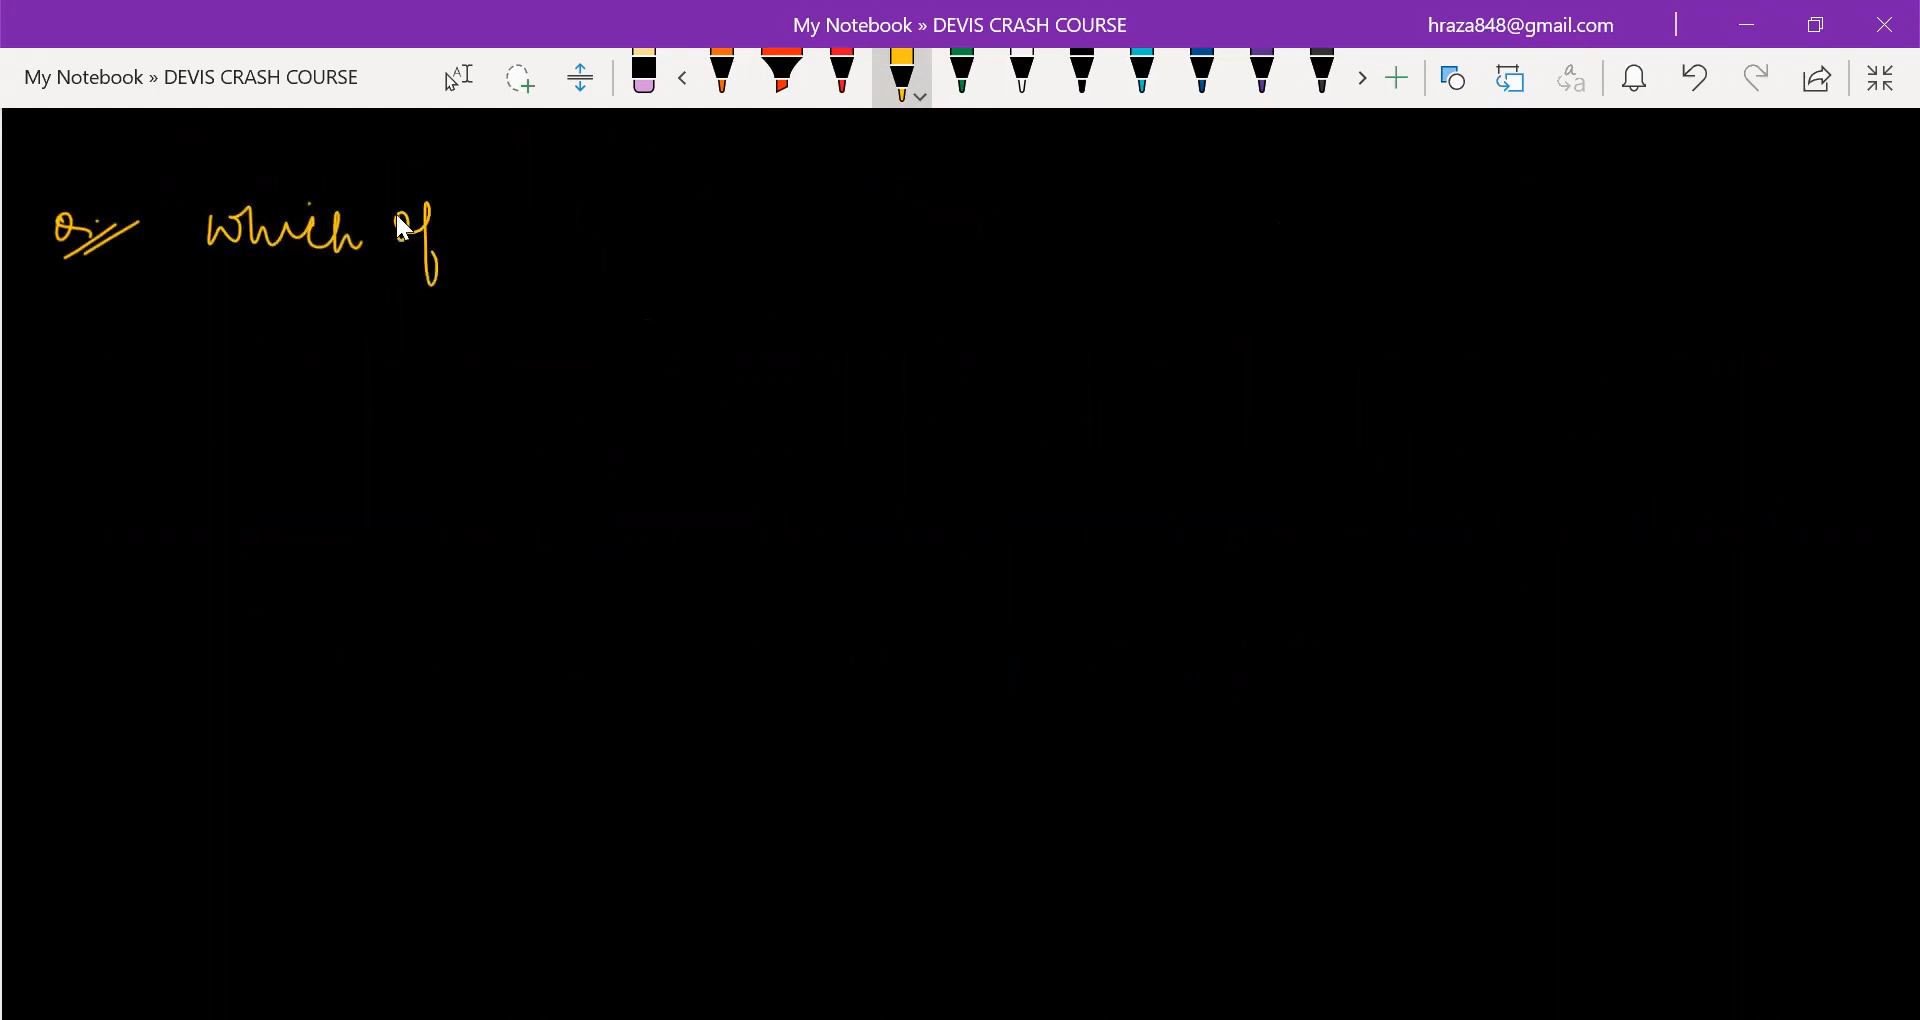 My Notebook » DEVIS CRASH COURSE hraza848@gmail.com
My Notebook » DEVIS CRASH COURSE
Q:- which of